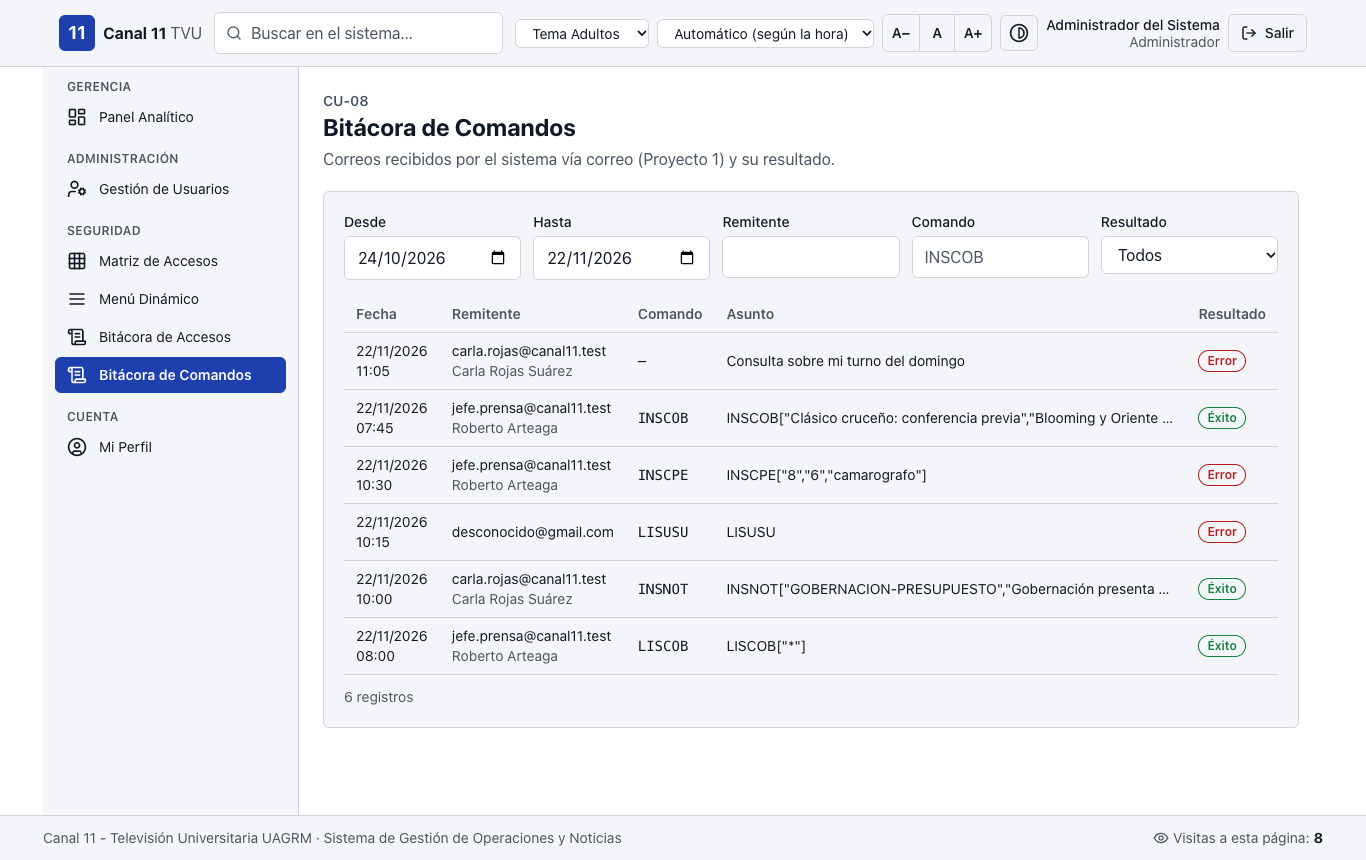 11 Canal 11 TVU
Buscar en el sistema...
Tema Adultos
Automático (según la hora)
A−
A
A+
Administrador del Sistema
Administrador
Salir
GERENCIA
Panel Analítico
ADMINISTRACIÓN
Gestión de Usuarios
SEGURIDAD
Matriz de Accesos
Menú Dinámico
Bitácora de Accesos
Bitácora de Comandos
CUENTA
Mi Perfil
CU-08
Bitácora de Comandos
Correos recibidos por el sistema vía correo (Proyecto 1) y su resultado.
Desde Hasta Remitente Comando Resultado
24/10/2026 22/11/2026 INSCOB Todos
Fecha Remitente Comando Asunto Resultado
22/11/2026 11:05 carla.rojas@canal11.test Carla Rojas Suárez — Consulta sobre mi turno del domingo Error
22/11/2026 07:45 jefe.prensa@canal11.test Roberto Arteaga INSCOB INSCOB["Clásico cruceño: conferencia previa","Blooming y Oriente ... Éxito
22/11/2026 10:30 jefe.prensa@canal11.test Roberto Arteaga INSCPE INSCPE["8","6","camarografo"] Error
22/11/2026 10:15 desconocido@gmail.com LISUSU LISUSU Error
22/11/2026 10:00 carla.rojas@canal11.test Carla Rojas Suárez INSNOT INSNOT["GOBERNACION-PRESUPUESTO","Gobernación presenta ... Éxito
22/11/2026 08:00 jefe.prensa@canal11.test Roberto Arteaga LISCOB LISCOB["*"] Éxito
6 registros
Canal 11 - Televisión Universitaria UAGRM · Sistema de Gestión de Operaciones y Noticias
Visitas a esta página: 8